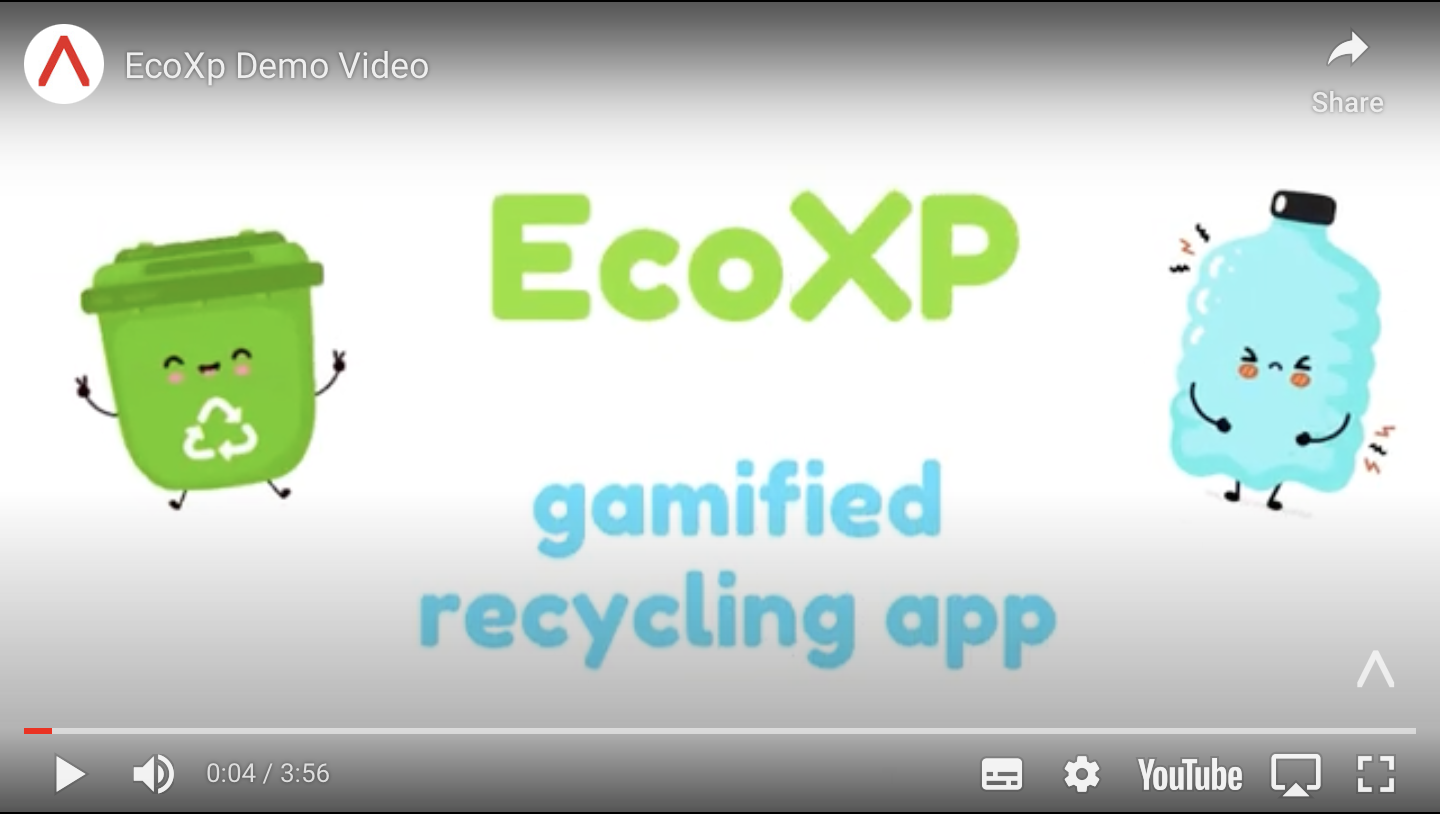 EcoXp Demo Video
Share
EcoXP
gamified
recycling app
0:04 / 3:56
YouTube